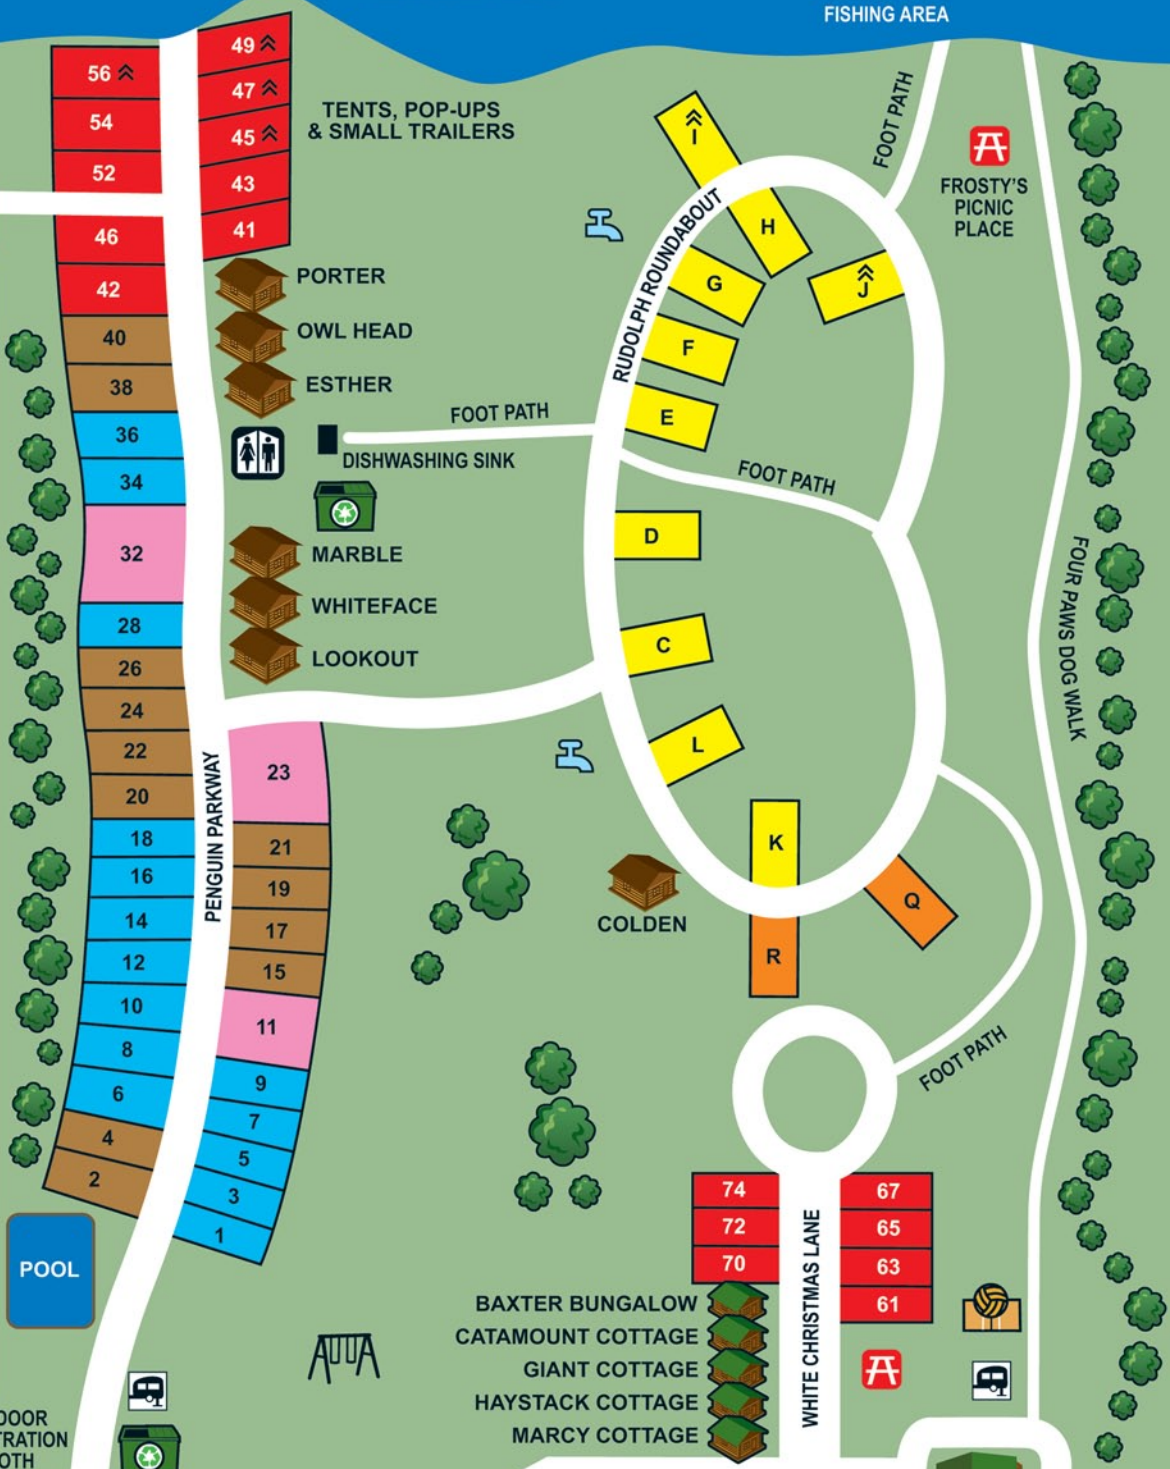 FISHING AREA
56
54
52
46
42
40
38
36
34
32
28
26
24
22
20
18
16
14
12
10
8
6
4
2
49
47
45
43
41
TENTS, POP-UPS
& SMALL TRAILERS
PORTER
OWL HEAD
ESTHER
FOOT PATH
DISHWASHING SINK
MARBLE
WHITEFACE
LOOKOUT
PENGUIN PARKWAY
23
21
19
17
15
11
9
7
5
3
1
POOL
DOOR
TRATION
OTH
RUDOLPH ROUNDABOUT
I
H
G
F
E
J
FOOT PATH
D
C
L
K
R
Q
COLDEN
FOOT PATH
FROSTY'S
PICNIC
PLACE
FOUR PAWS DOG WALK
FOOT PATH
74
72
70
67
65
63
61
WHITE CHRISTMAS LANE
BAXTER BUNGALOW
CATAMOUNT COTTAGE
GIANT COTTAGE
HAYSTACK COTTAGE
MARCY COTTAGE